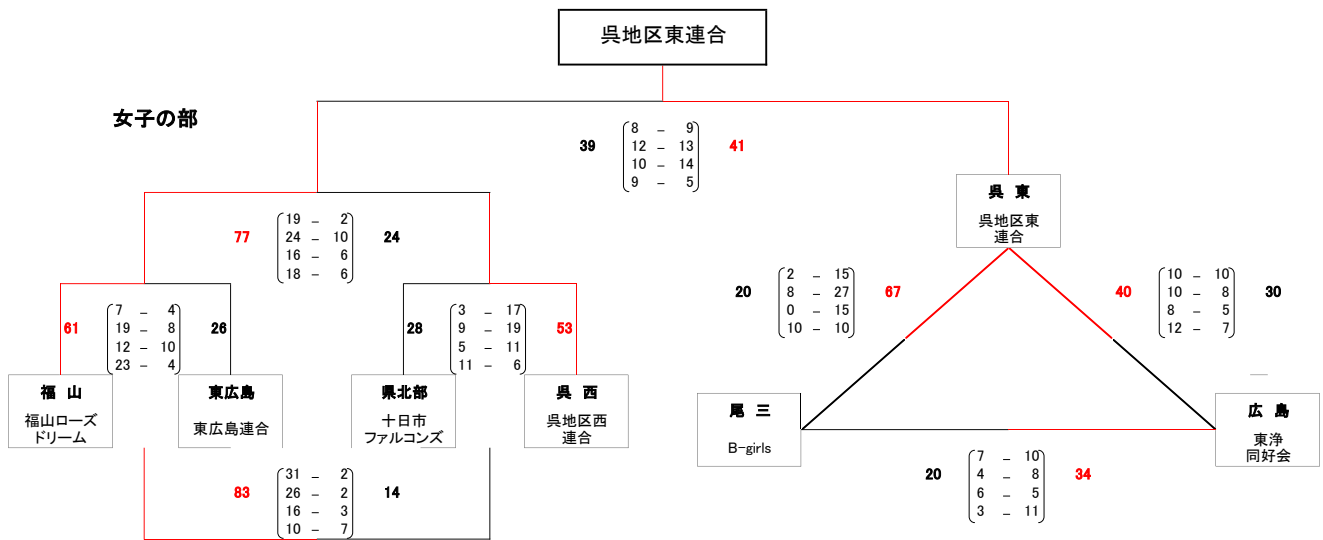 呉地区東連合
女子の部
39
8 – 9
12 – 13
10 – 14
9 – 5
41
呉 東
呉地区東
連合
77
19 – 2
24 – 10
16 – 6
18 – 6
24
20
2 – 15
8 – 27
0 – 15
10 – 10
67
40
10 – 10
10 – 8
8 – 5
12 – 7
30
61
7 – 4
19 – 8
12 – 10
23 – 4
26
28
3 – 17
9 – 19
5 – 11
11 – 6
53
福 山
福山ローズ
ドリーム
東広島
東広島連合
県北部
十日市
ファルコンズ
呉 西
呉地区西
連合
尾 三
B-girls
広 島
東浄
同好会
83
31 – 2
26 – 2
16 – 3
10 – 7
14
20
7 – 10
4 – 8
6 – 5
3 – 11
34